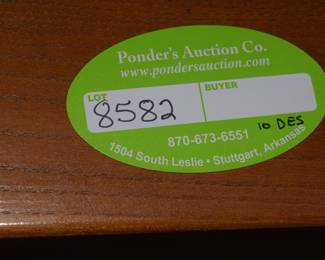 Ponder's Auction Co.
www.pondersauction.com
LOT BUYER
8582
870-673-6551
10 DES
1504 South Leslie • Stuttgart, Arkansas